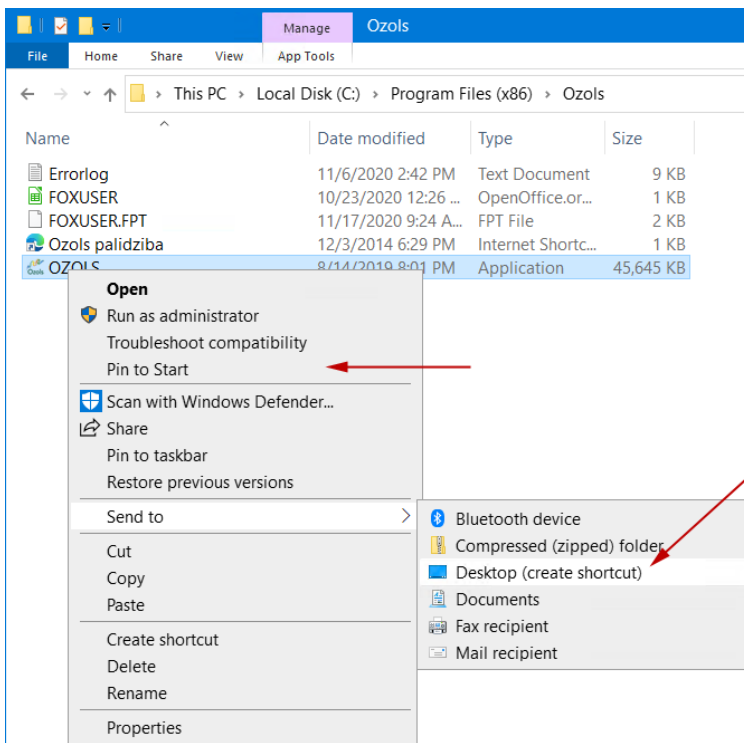 Manage Ozols
File Home Share View App Tools
This PC > Local Disk (C:) > Program Files (x86) > Ozols
Name Date modified Type Size
Errorlog 11/6/2020 2:42 PM Text Document 9 KB
FOXUSER 10/23/2020 12:26 ... OpenOffice.or... 1 KB
FOXUSER.FPT 11/17/2020 9:24 A... FPT File 2 KB
Ozols palidziba 12/3/2014 6:29 PM Internet Shortc... 1 KB
OZOLS 8/14/2019 8:01 PM Application 45,645 KB
Open
Run as administrator
Troubleshoot compatibility
Pin to Start
Scan with Windows Defender...
Share
Pin to taskbar
Restore previous versions
Send to
Bluetooth device
Compressed (zipped) folder
Desktop (create shortcut)
Documents
Fax recipient
Mail recipient
Cut
Copy
Paste
Create shortcut
Delete
Rename
Properties